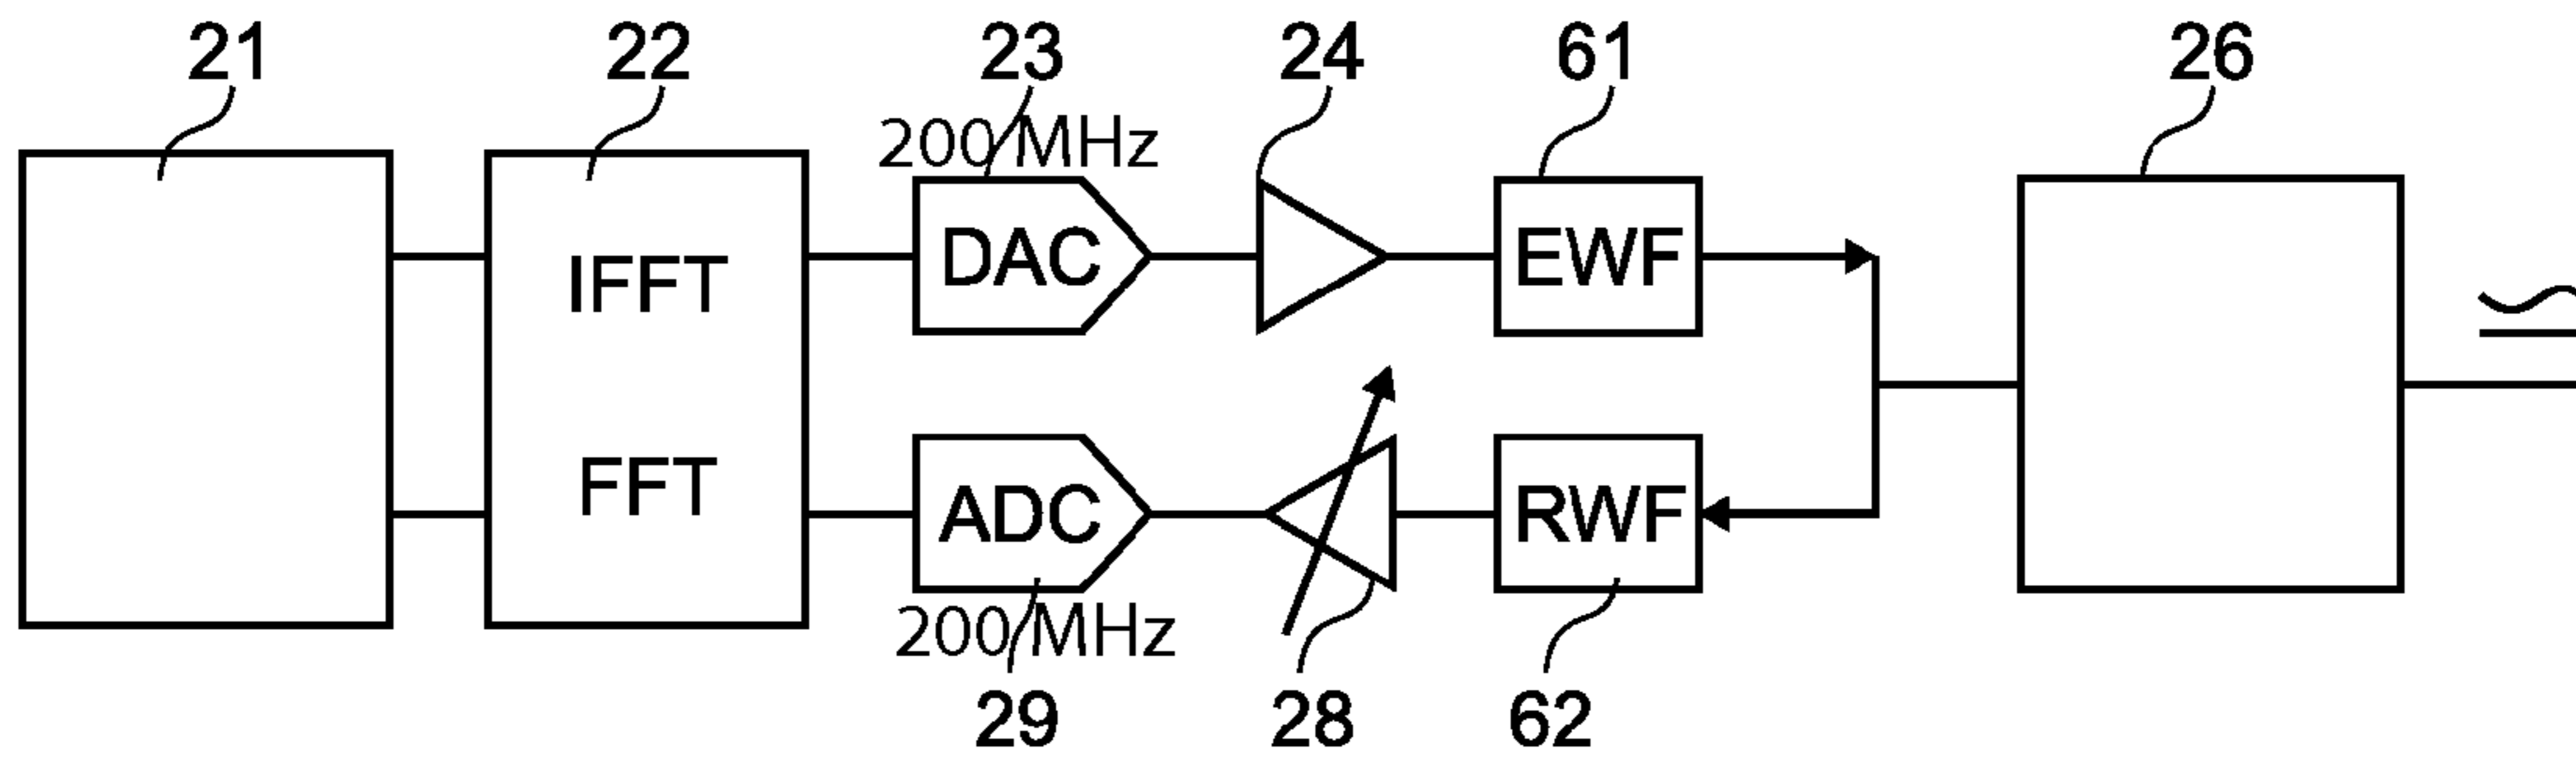 21 22 23 24 61 26
200 MHz
DAC EWF
IFFT
FFT
ADC RWF
200 MHz
29 28 62